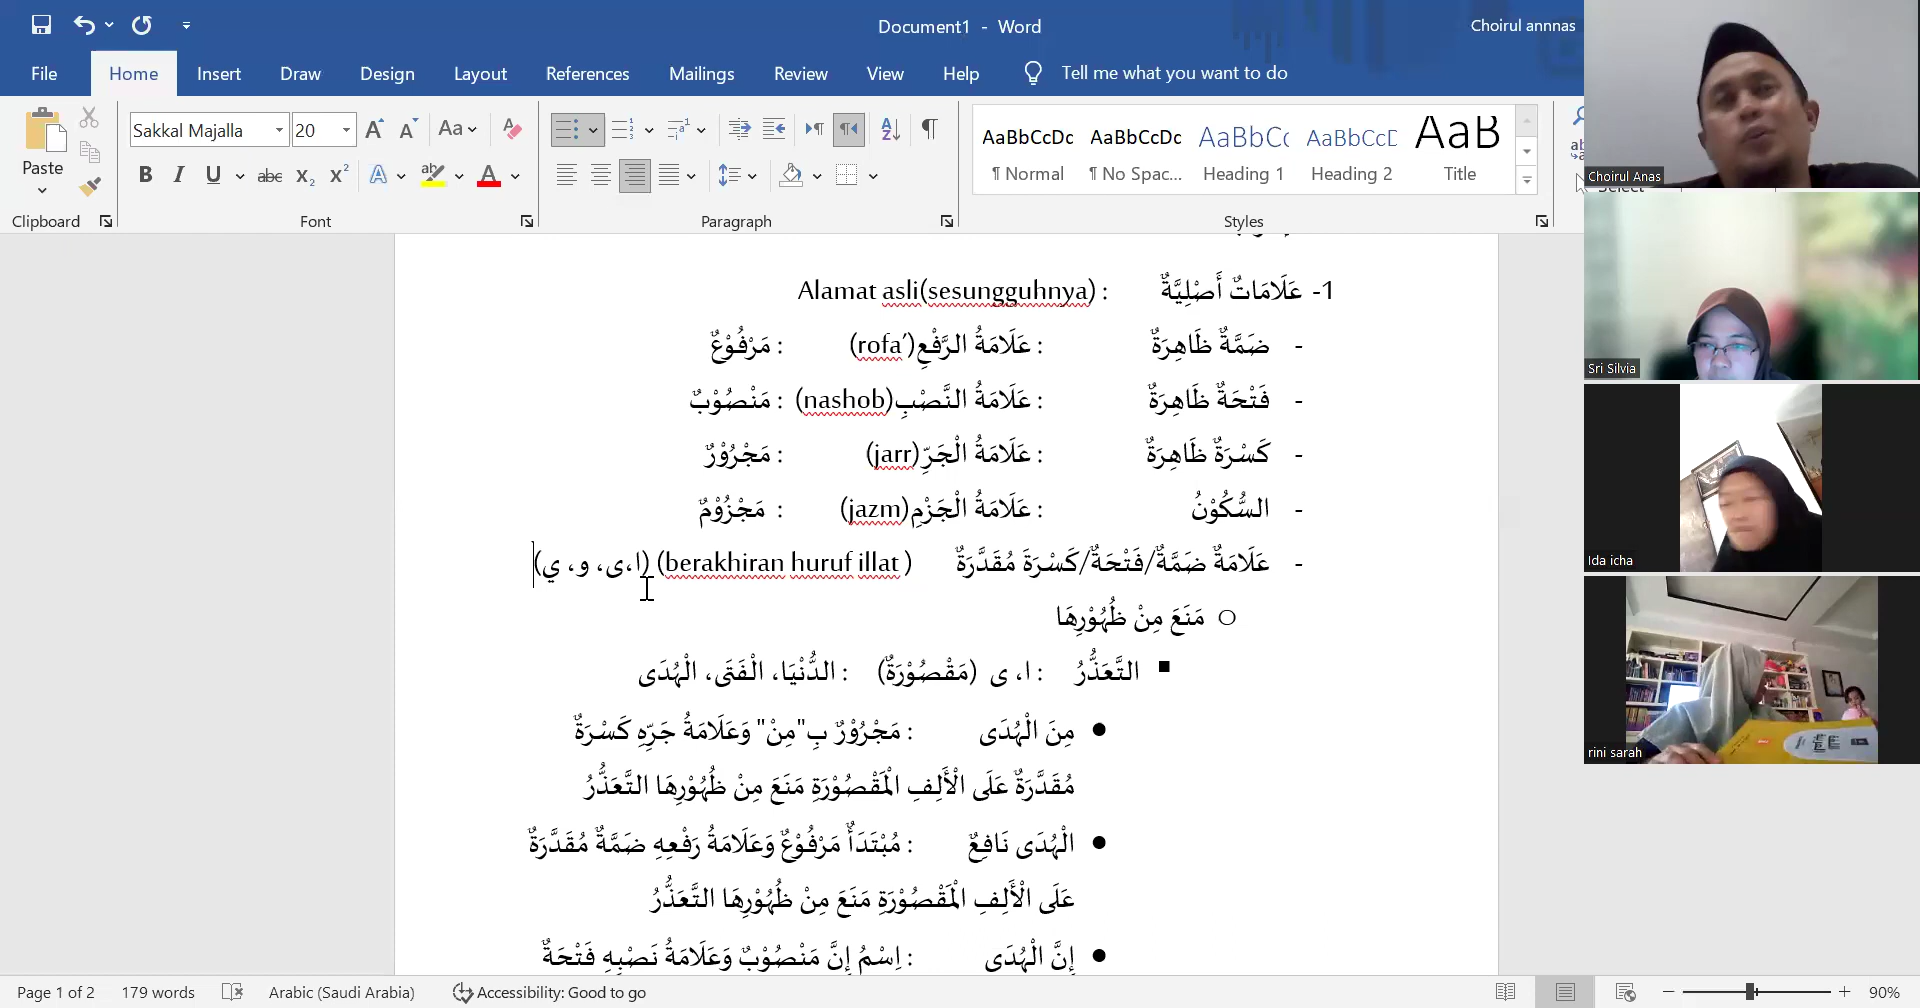 Document1 - Word
Choirul annnas
File Home Insert Draw Design Layout References Mailings Review View Help Tell me what you want to do
Paste
Sakkal Majalla 20
AaBbCcDc AaBbCcDc AaBbCc AaBbCcD AaB
¶ Normal ¶ No Spac... Heading 1 Heading 2 Title
Select
Clipboard Font Paragraph Styles
1- عَلَامَاتٌ أَصْلِيَّةٌ : Alamat asli(sesungguhnya)
- ضَمَّةٌ ظَاهِرَةٌ : عَلَامَةُ الرَّفْعِ(rofa’) : مَرْفُوْعٌ
- فَتْحَةٌ ظَاهِرَةٌ : عَلَامَةُ النَّصْبِ(nashob) : مَنْصُوْبٌ
- كَسْرَةٌ ظَاهِرَةٌ : عَلَامَةُ الْجَرِّ(jarr) : مَجْرُوْرٌ
- السُّكُوْنُ : عَلَامَةُ الْجَزْمِ(jazm) : مَجْزُوْمٌ
- عَلَامَةٌ ضَمَّةٌ/فَتْحَةٌ/كَسْرَةَ مُقَدَّرَةٌ (berakhiran huruf illat ) (ا،ى، و، ي)
○ مَنَعَ مِنْ ظُهُوْرِهَا
▪ التَّعَذُّرُ : ا، ى (مَقْصُوْرَةٌ) : الدُّنْيَا، الْفَتَى، الْهُدَى
● مِنَ الْهُدَى : مَجْرُوْرٌ بِ"مِنْ" وَعَلَامَةُ جَرِّهِ كَسْرَةٌ
مُقَدَّرَةٌ عَلَى الْأَلِفِ الْمَقْصُوْرَةِ مَنَعَ مِنْ ظُهُوْرِهَا التَّعَذُّرُ
● الْهُدَى نَافِعٌ : مُبْتَدَأٌ مَرْفُوْعٌ وَعَلَامَةُ رَفْعِهِ ضَمَّةٌ مُقَدَّرَةٌ
عَلَى الْأَلِفِ الْمَقْصُوْرَةِ مَنَعَ مِنْ ظُهُوْرِهَا التَّعَذُّرُ
● إِنَّ الْهُدَى : اِسْمُ إِنَّ مَنْصُوْبٌ وَعَلَامَةُ نَصْبِهِ فَتْحَةٌ
Choirul Anas
Sri Silvia
Ida icha
rini sarah
Page 1 of 2 179 words Arabic (Saudi Arabia) Accessibility: Good to go 90%